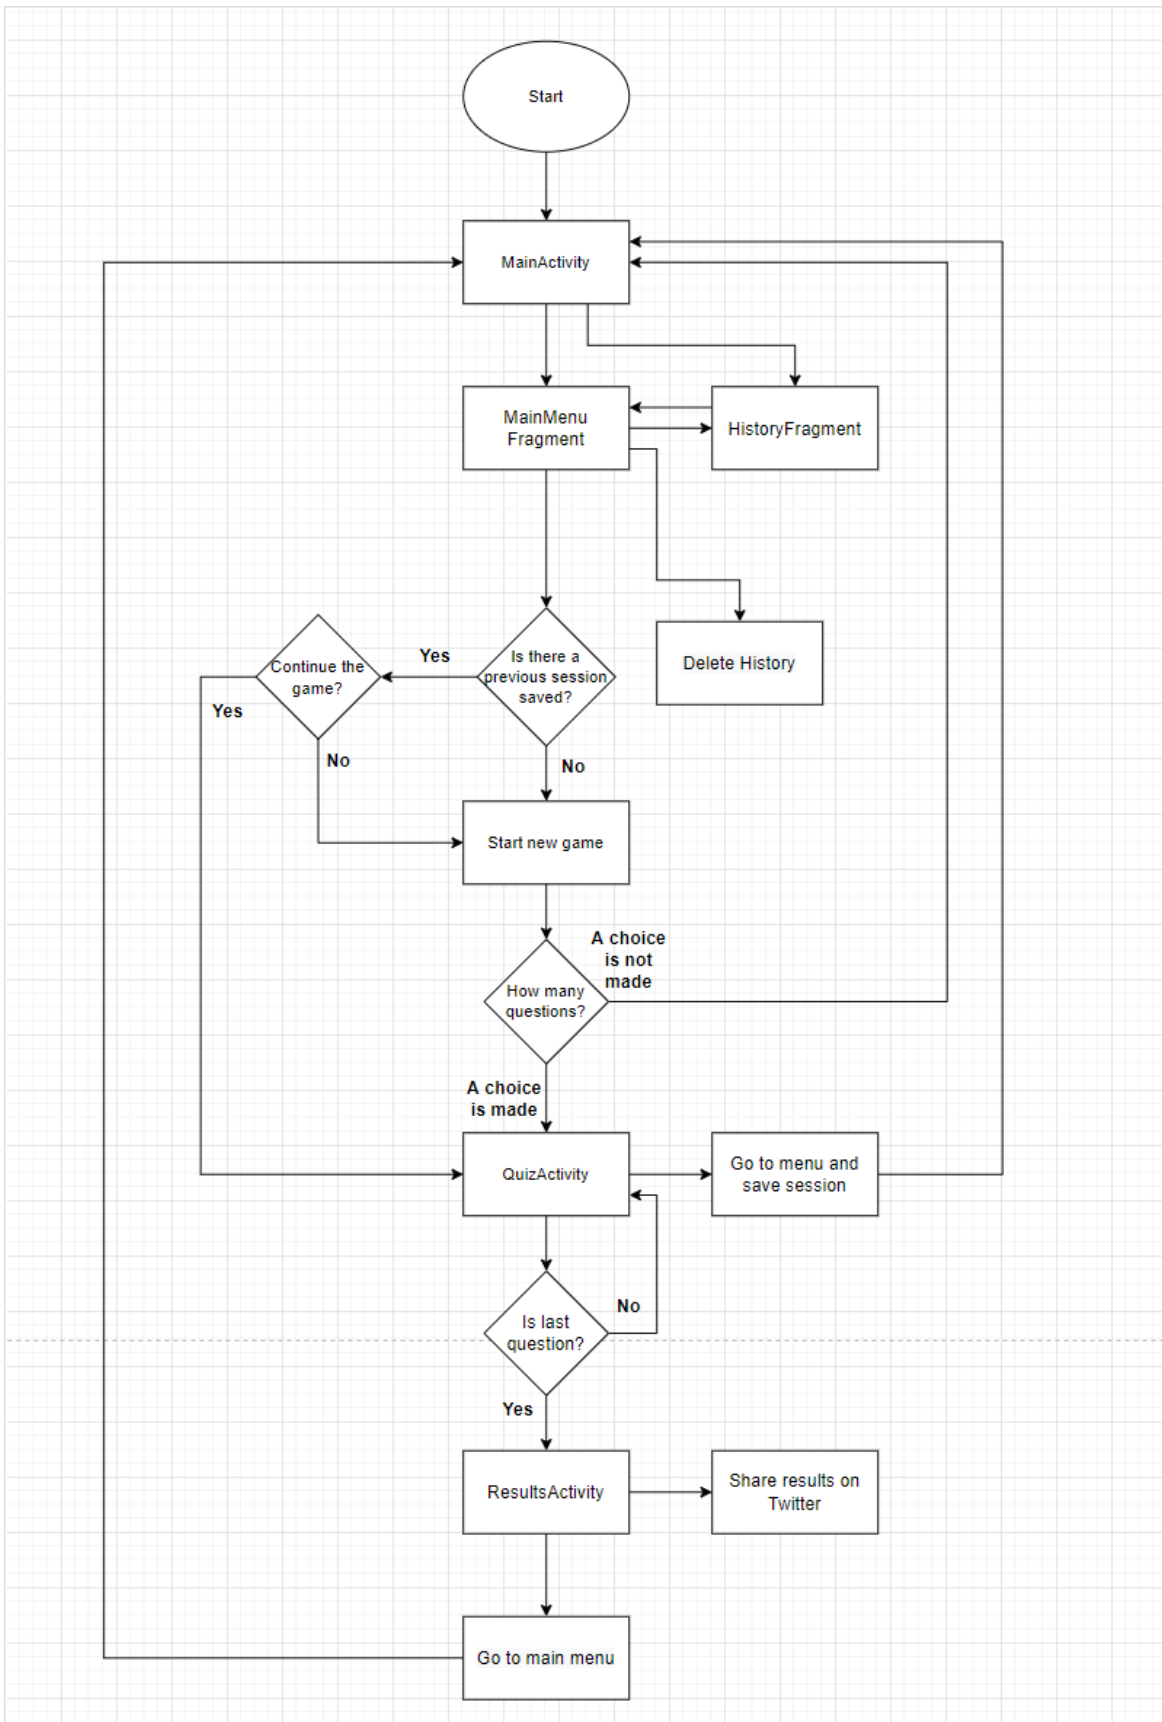 Start
MainActivity
MainMenu
Fragment
HistoryFragment
Continue the
game?
Yes
Is there a
previous session
saved?
Delete History
Yes
No
No
Start new game
A choice
is not
made
How many
questions?
A choice
is made
QuizActivity
Go to menu and
save session
Is last
question?
No
Yes
ResultsActivity
Share results on
Twitter
Go to main menu